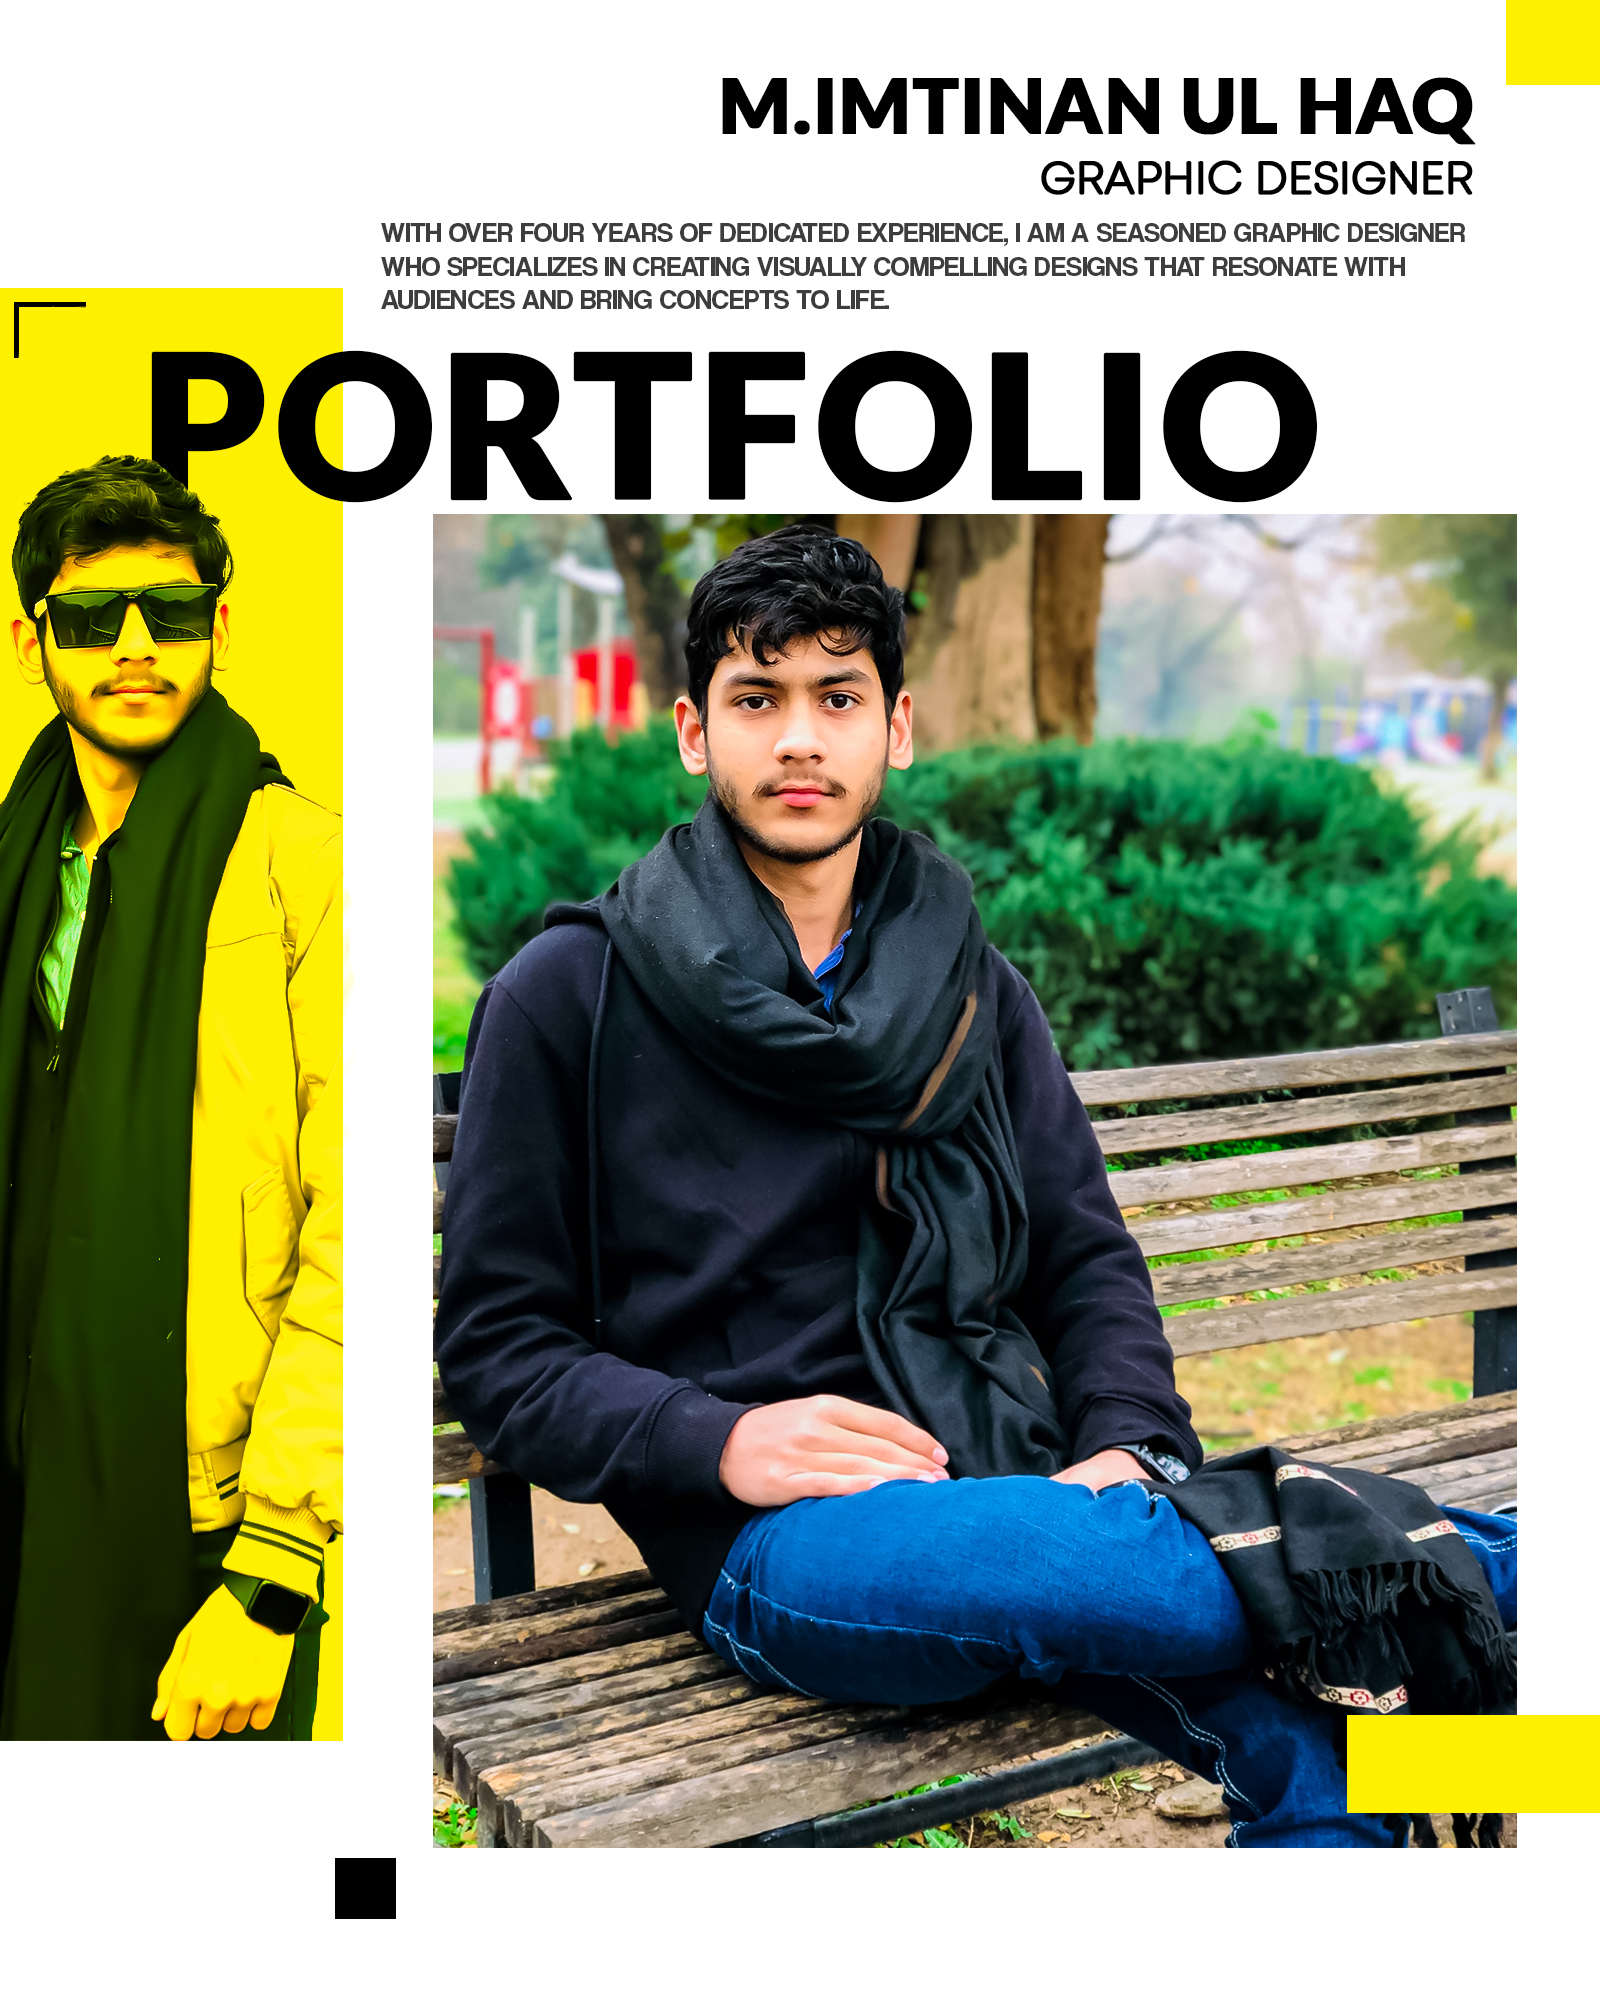 M.IMTINAN UL HAQ
GRAPHIC DESIGNER
WITH OVER FOUR YEARS OF DEDICATED EXPERIENCE, I AM A SEASONED GRAPHIC DESIGNER
WHO SPECIALIZES IN CREATING VISUALLY COMPELLING DESIGNS THAT RESONATE WITH
AUDIENCES AND BRING CONCEPTS TO LIFE.
PORTFOLIO